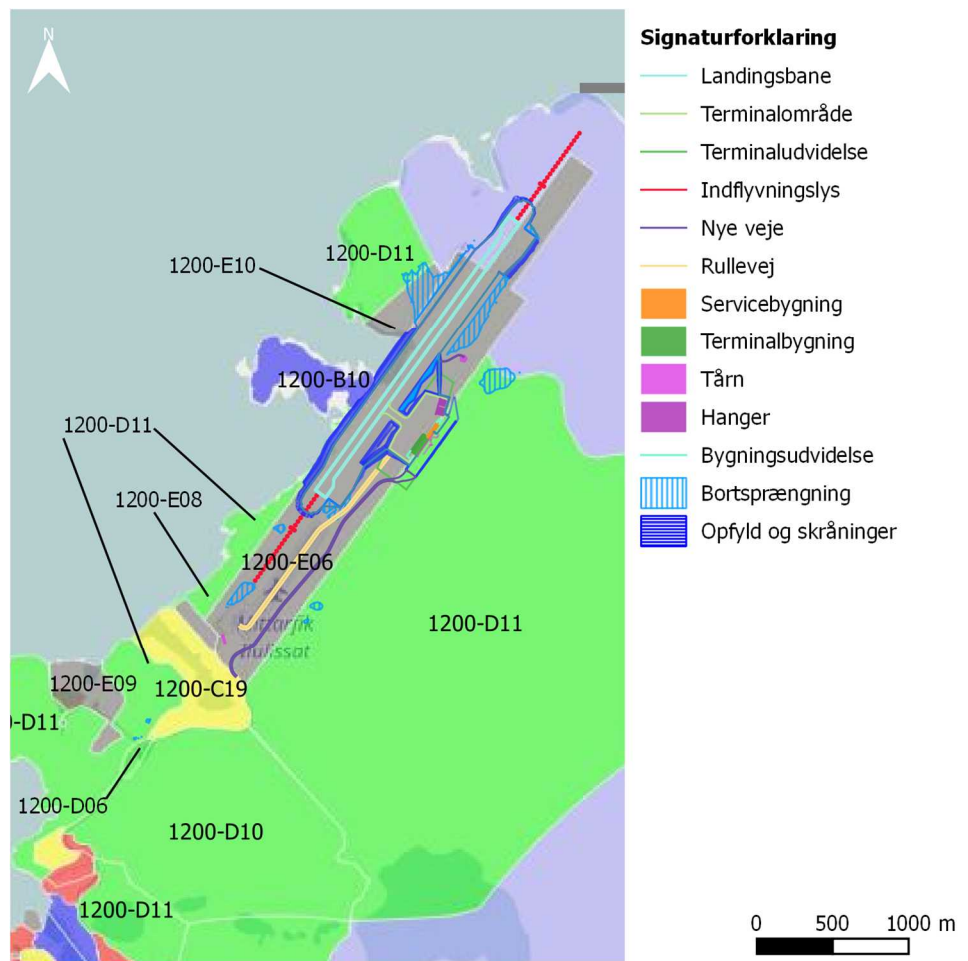 N
Signaturforklaring
Landingsbane
Terminalområde
Terminaludvidelse
Indflyvningslys
Nye veje
Rullevej
Servicebygning
Terminalbygning
Tårn
Hanger
Bygningsudvidelse
Bortsprængning
Opfyld og skråninger
1200-D11
1200-E10
1200-B10
1200-D11
1200-E08
1200-E06
Mittarfik
Ilulissat
1200-D11
1200-E09
1200-C19
-D11
1200-D06
1200-D10
1200-D11
0 500 1000 m